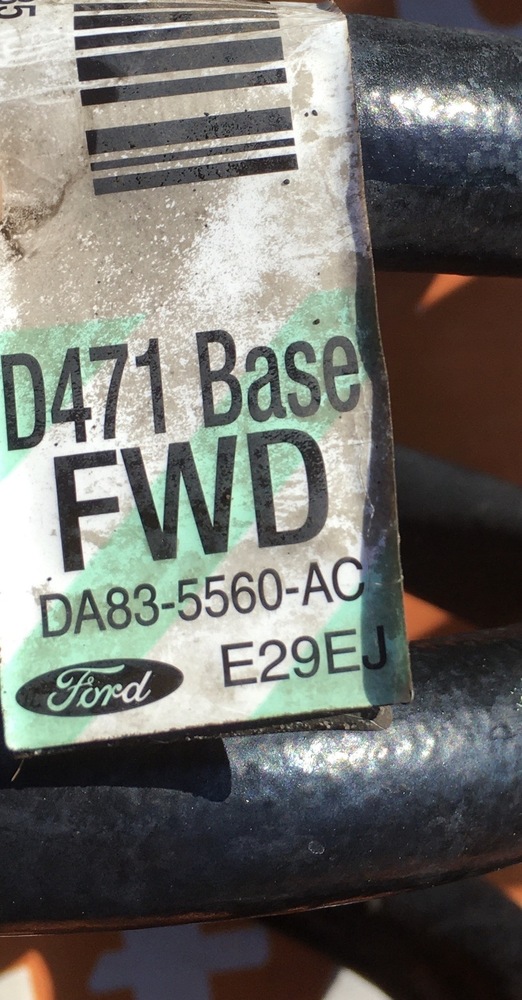 D471 Base
FWD
DA83-5560-AC
E29EJ
Ford